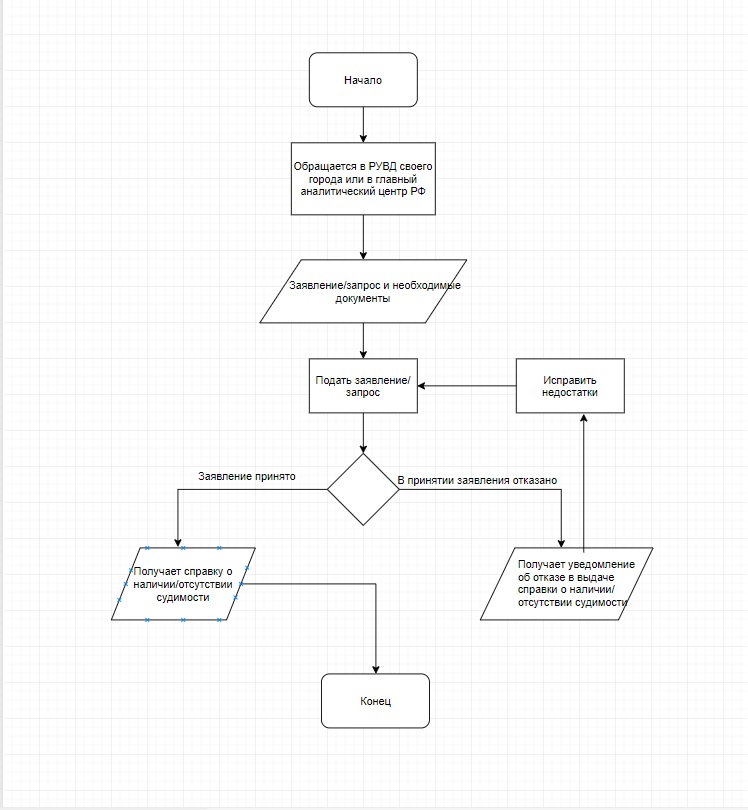 Начало
Обращается в РУВД своего
города или в главный
аналитический центр РФ
Заявление/запрос и необходимые
документы
Подать заявление/
запрос
Исправить
недостатки
Заявление принято
В принятии заявления отказано
Получает справку о
наличии/отсутствии
судимости
Получает уведомление
об отказе в выдаче
справки о наличии/
отсутствии судимости
Конец